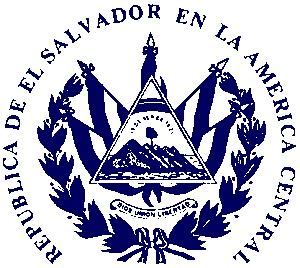 REPUBLICA DE EL SALVADOR EN LA AMERICA CENTRAL
DIOS UNION LIBERTAD